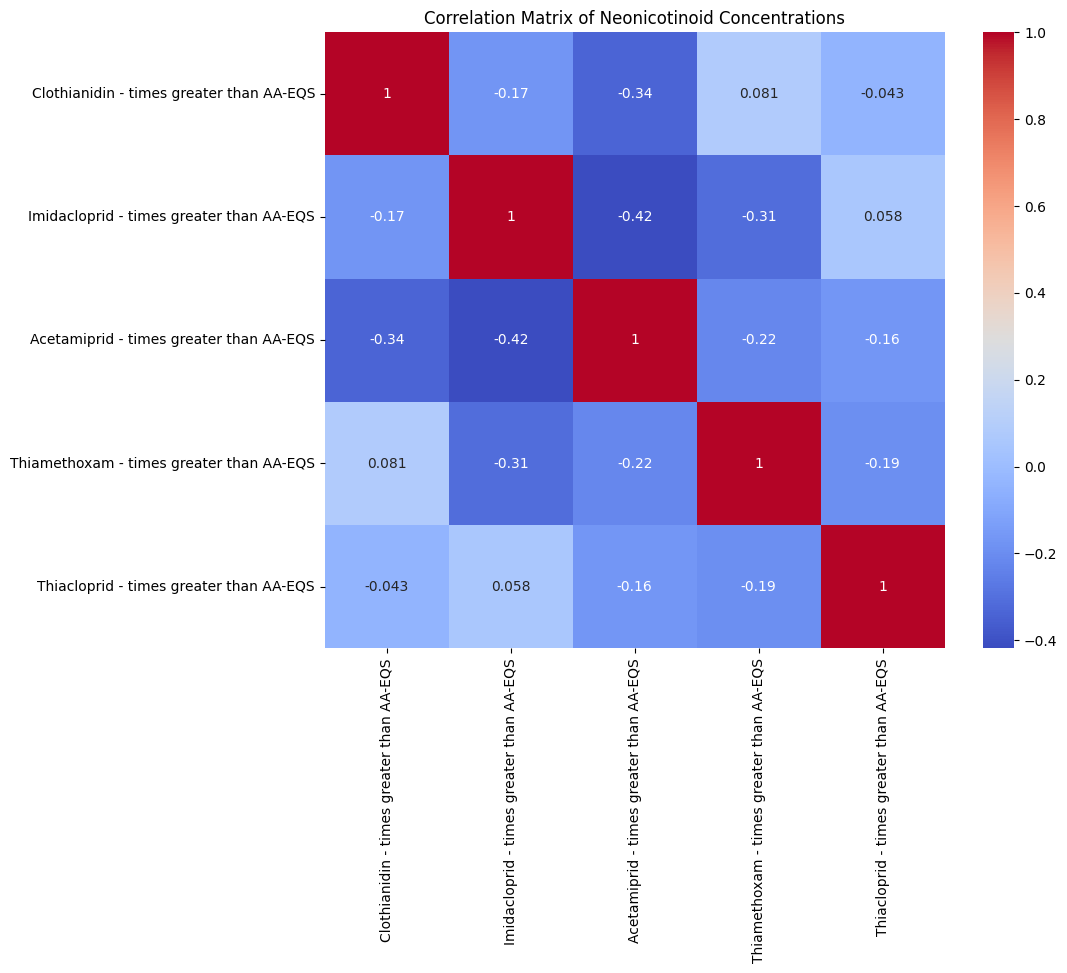 Correlation Matrix of Neonicotinoid Concentrations
Clothianidin - times greater than AA-EQS
1 -0.17 -0.34 0.081 -0.043
Imidacloprid - times greater than AA-EQS
-0.17 1 -0.42 -0.31 0.058
Acetamiprid - times greater than AA-EQS
-0.34 -0.42 1 -0.22 -0.16
Thiamethoxam - times greater than AA-EQS
0.081 -0.31 -0.22 1 -0.19
Thiacloprid - times greater than AA-EQS
-0.043 0.058 -0.16 -0.19 1
Clothianidin - times greater than AA-EQS
Imidacloprid - times greater than AA-EQS
Acetamiprid - times greater than AA-EQS
Thiamethoxam - times greater than AA-EQS
Thiacloprid - times greater than AA-EQS
1.0
0.8
0.6
0.4
0.2
0.0
−0.2
−0.4